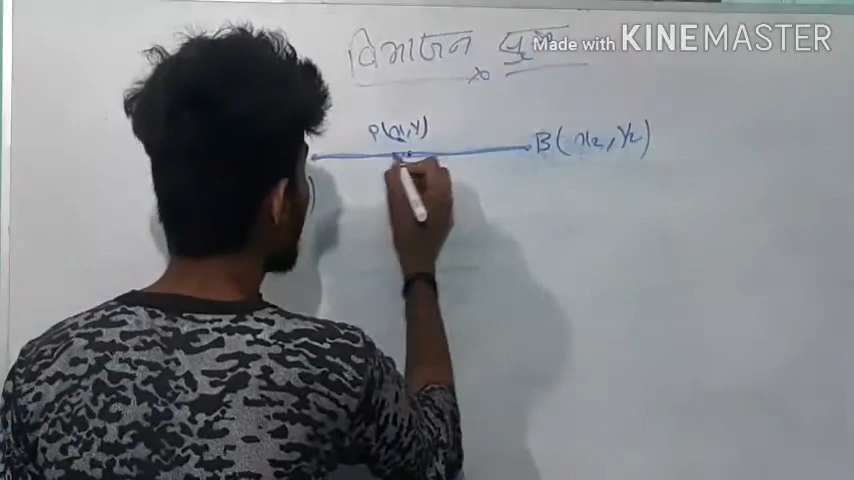 Made with KINEMASTER
विभाजन सूत्र
P(x,y)
B(x₂,y₂)